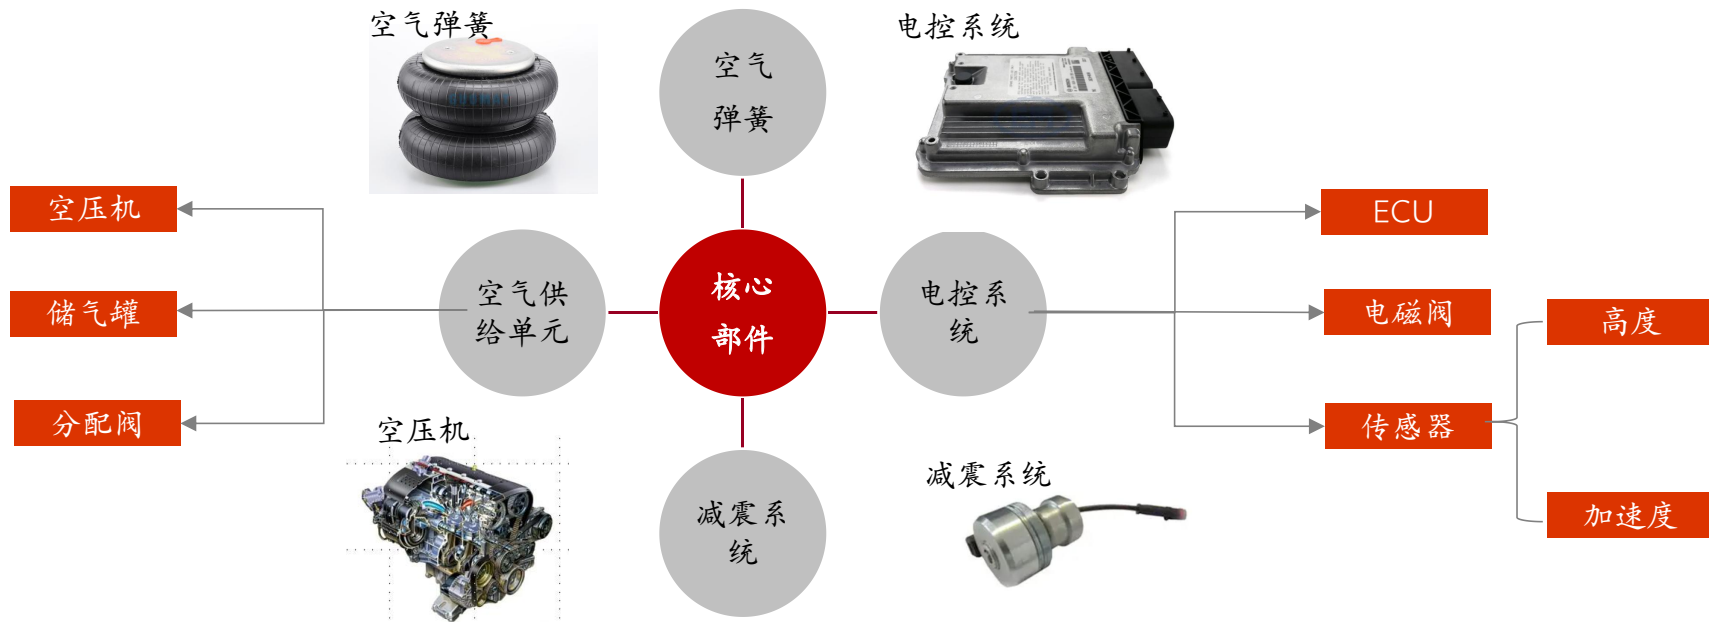 空气弹簧
电控系统
空气
弹簧
空压机
ECU
储气罐
空气供
给单元
核心
部件
电控系
统
电磁阀
高度
分配阀
传感器
空压机
减震系统
减震系
统
加速度